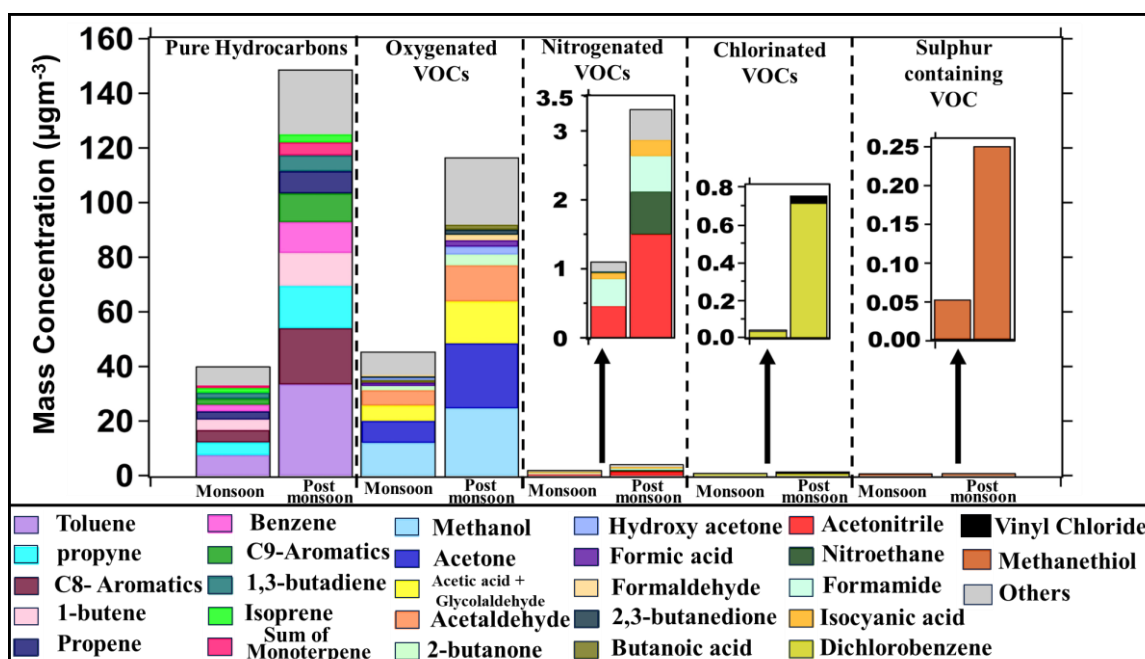 Mass Concentration (µgm-3)
160
140
120
100
80
60
40
20
0
Pure Hydrocarbons
Oxygenated
VOCs
Nitrogenated
VOCs
Chlorinated
VOCs
Sulphur
containing
VOC
3.5
3
2
1
0
0.8
0.6
0.4
0.2
0.0
0.25
0.20
0.15
0.10
0.05
0.00
Monsoon
Post
monsoon
Monsoon
Post
monsoon
Monsoon
Post
monsoon
Monsoon
Post
monsoon
Monsoon
Post
monsoon
Toluene
propyne
C8- Aromatics
1-butene
Propene
Benzene
C9-Aromatics
1,3-butadiene
Isoprene
Sum of
Monoterpene
Methanol
Acetone
Acetic acid +
Glycolaldehyde
Acetaldehyde
2-butanone
Hydroxy acetone
Formic acid
Formaldehyde
2,3-butanedione
Butanoic acid
Acetonitrile
Nitroethane
Formamide
Isocyanic acid
Dichlorobenzene
Vinyl Chloride
Methanethiol
Others